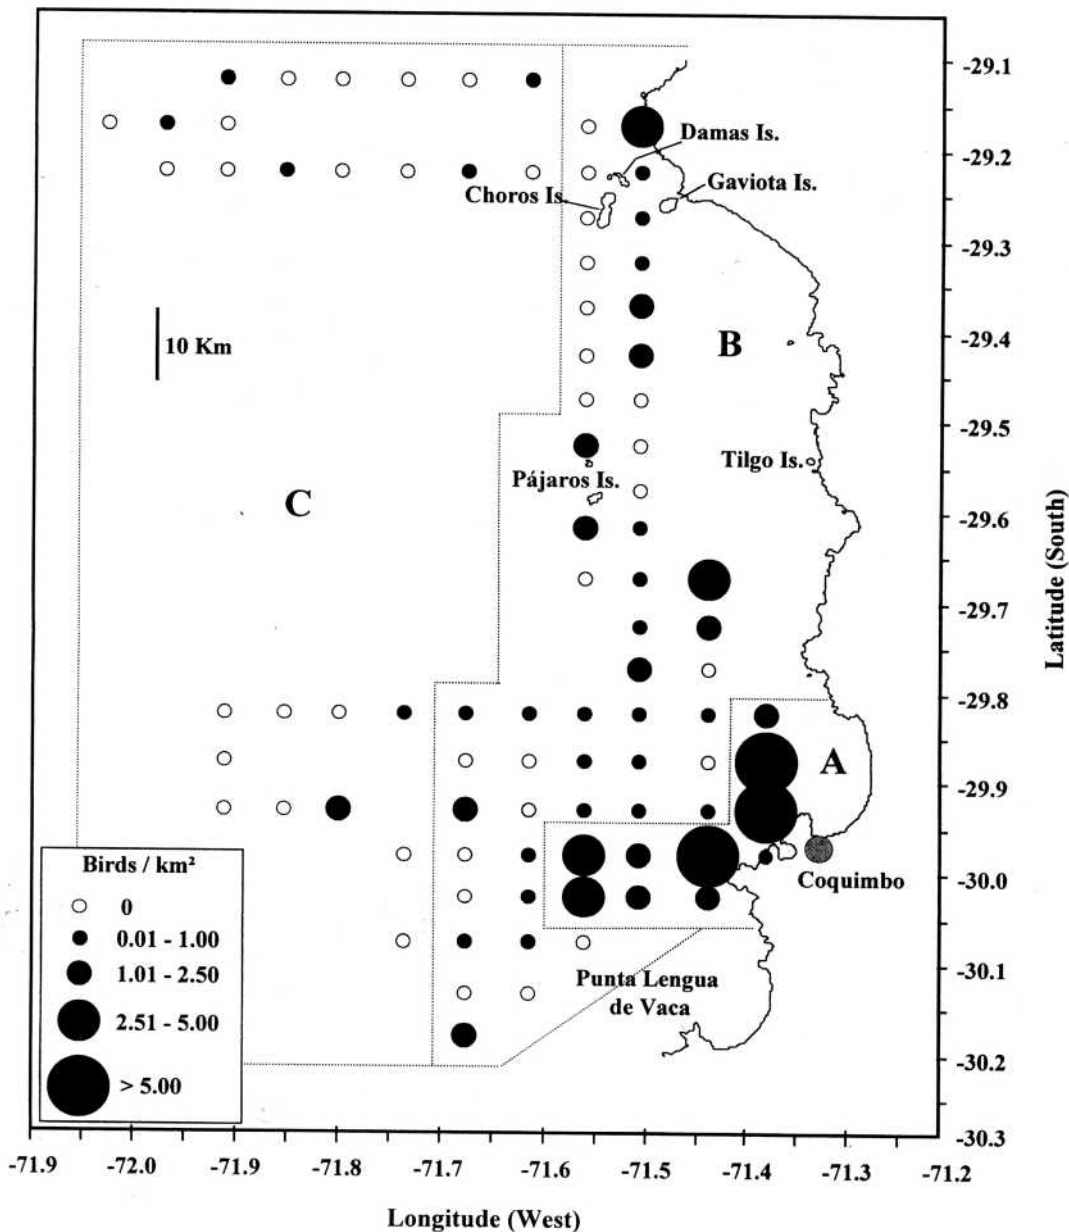 -29.1
Damas Is.
-29.2
Choros Is.
Gaviota Is.
-29.3
10 Km
B
-29.4
-29.5
Tilgo Is.
Pájaros Is.
C
-29.6
Latitude (South)
-29.7
-29.8
A
-29.9
Birds / km²
Coquimbo
-30.0
0
0.01 - 1.00
1.01 - 2.50
Punta Lengua
de Vaca
-30.1
2.51 - 5.00
> 5.00
-30.2
-30.3
-71.9 -72.0 -71.9 -71.8 -71.7 -71.6 -71.5 -71.4 -71.3 -71.2
Longitude (West)